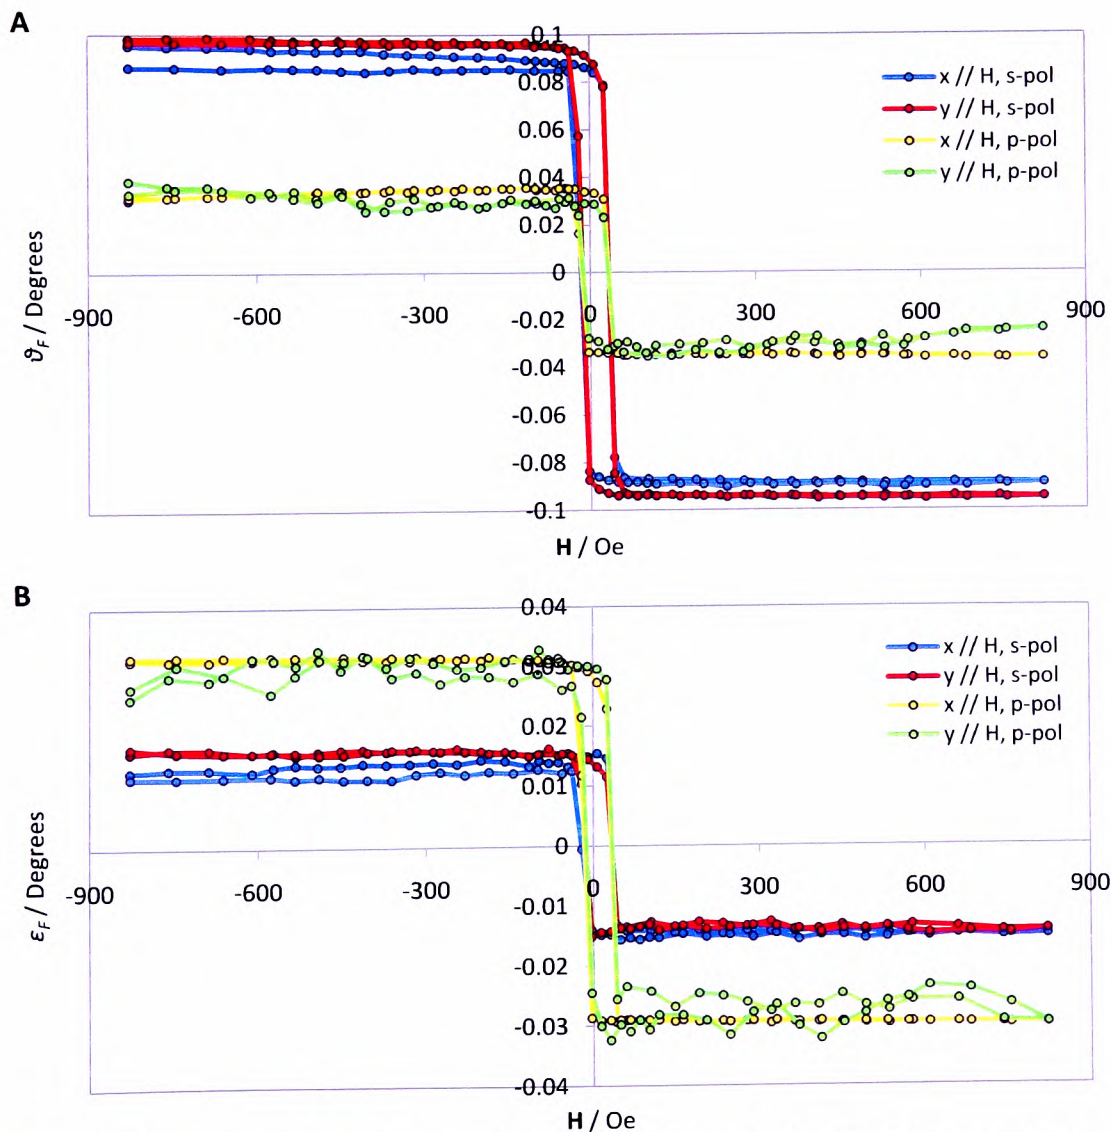 A
0.1
0.08
0.06
0.04
0.02
0
-0.02
-0.04
-0.06
-0.08
-0.1
-900 -600 -300 0 300 600 900
ϑF / Degrees
H / Oe
x // H, s-pol
y // H, s-pol
x // H, p-pol
y // H, p-pol
B
0.04
0.03
0.02
0.01
0
-0.01
-0.02
-0.03
-0.04
-900 -600 -300 0 300 600 900
εF / Degrees
H / Oe
x // H, s-pol
y // H, s-pol
x // H, p-pol
y // H, p-pol